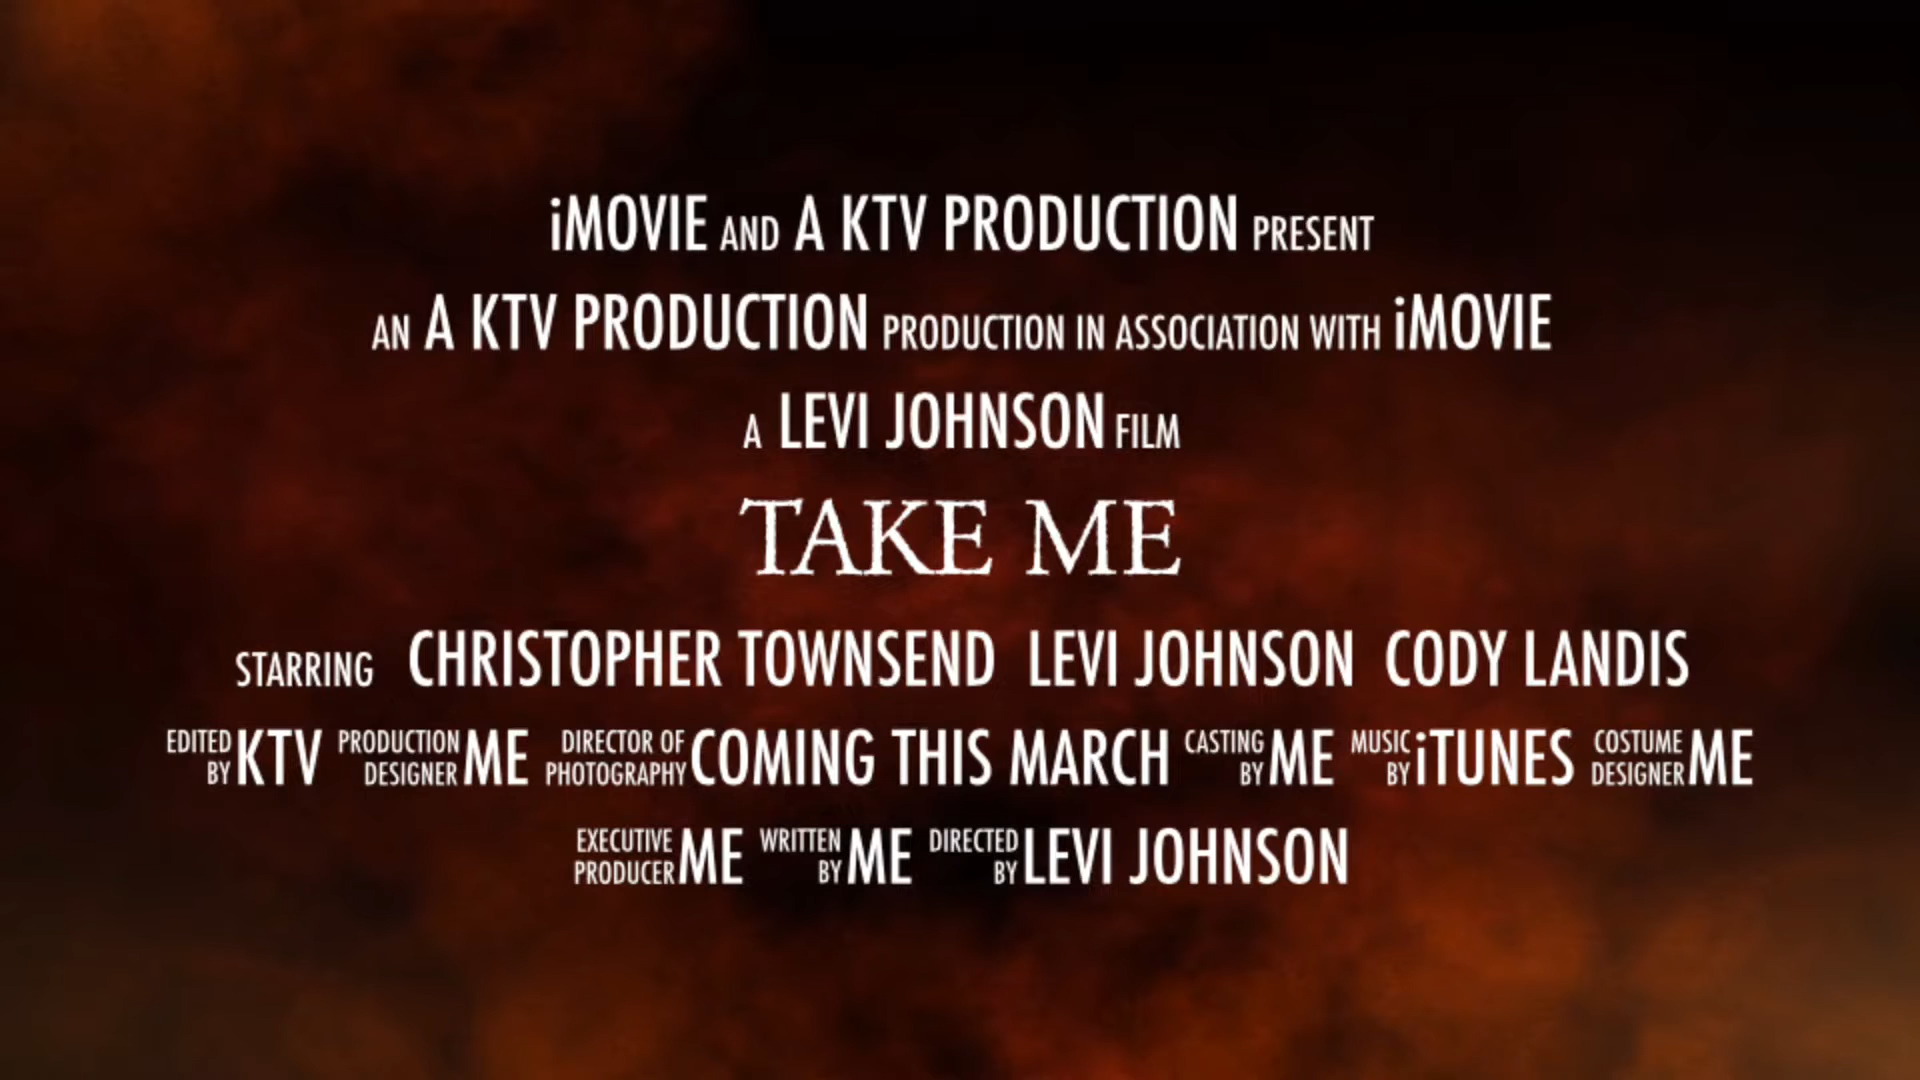 iMOVIE AND A KTV PRODUCTION PRESENT
AN A KTV PRODUCTION PRODUCTION IN ASSOCIATION WITH iMOVIE
A LEVI JOHNSON FILM
TAKE ME
STARRING CHRISTOPHER TOWNSEND LEVI JOHNSON CODY LANDIS
EDITED BY KTV PRODUCTION DESIGNER ME DIRECTOR OF PHOTOGRAPHY COMING THIS MARCH CASTING BY ME MUSIC BY iTUNES COSTUME DESIGNER ME
EXECUTIVE PRODUCER ME WRITTEN BY ME DIRECTED BY LEVI JOHNSON